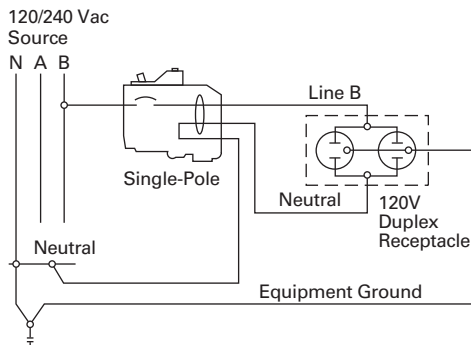 120/240 Vac
Source
N A B
Line B
Single-Pole
Neutral
120V
Duplex
Receptacle
Neutral
Equipment Ground